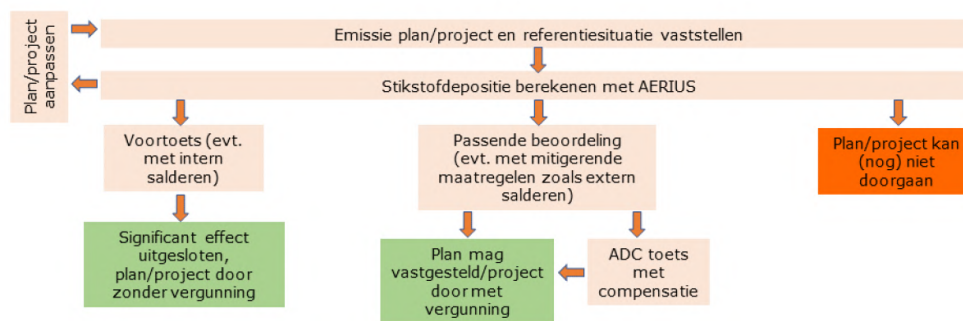 Plan/project
aanpassen
Emissie plan/project en referentiesituatie vaststellen
Stikstofdepositie berekenen met AERIUS
Voortoets (evt.
met intern
salderen)
Passende beoordeling
(evt. met mitigerende
maatregelen zoals extern
salderen)
Plan/project kan
(nog) niet
doorgaan
Significant effect
uitgesloten,
plan/project door
zonder vergunning
Plan mag
vastgesteld/project
door met
vergunning
ADC toets
met
compensatie